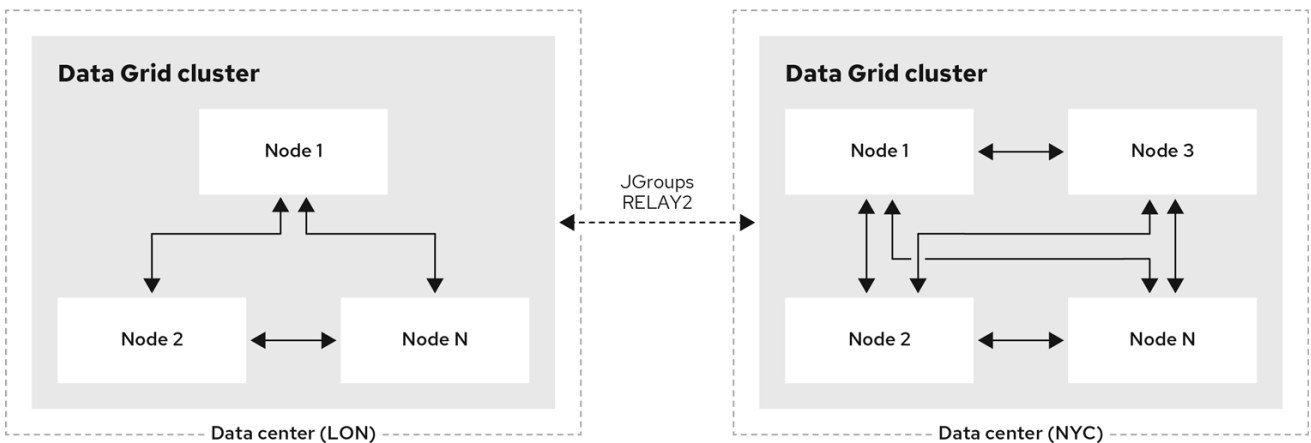 Data Grid cluster
Node 1
Node 2
Node N
Data center (LON)
JGroups
RELAY2
Data Grid cluster
Node 1
Node 3
Node 2
Node N
Data center (NYC)